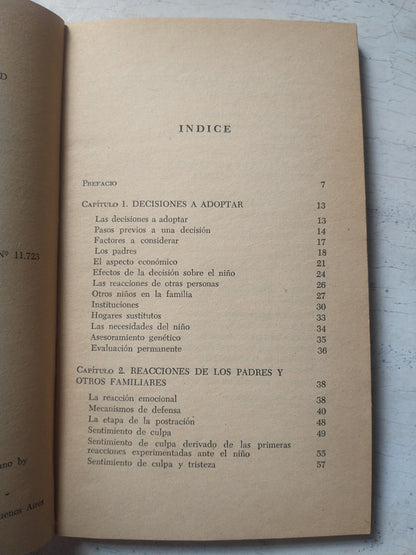 D
Nº 11.723
ano by
-
uenos Aires
INDICE
Prefacio 7
Capítulo 1. DECISIONES A ADOPTAR 13
Las decisiones a adoptar 13
Pasos previos a una decisión 14
Factores a considerar 17
Los padres 18
El aspecto económico 21
Efectos de la decisión sobre el niño 24
Las reacciones de otras personas 26
Otros niños en la familia 27
Instituciones 30
Hogares sustitutos 33
Las necesidades del niño 34
Asesoramiento genético 35
Evaluación permanente 36
Capítulo 2. REACCIONES DE LOS PADRES Y
OTROS FAMILIARES 38
La reacción emocional 38
Mecanismos de defensa 40
La etapa de la postración 48
Sentimiento de culpa 49
Sentimiento de culpa derivado de las primeras
reacciones experimentadas ante el niño 55
Sentimiento de culpa y tristeza 57